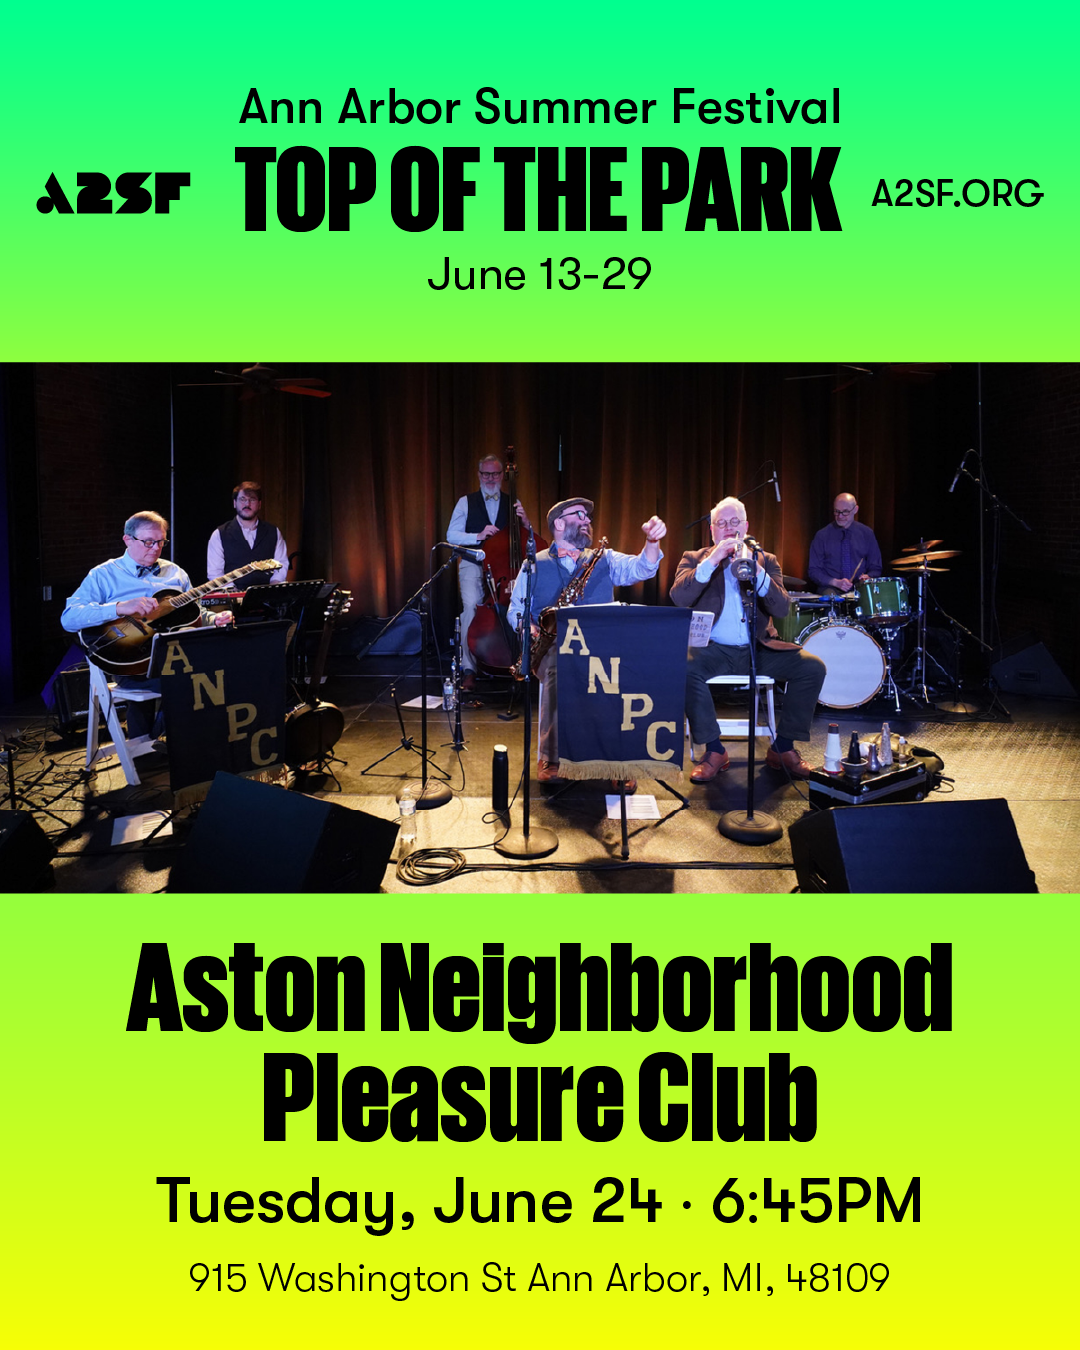 Ann Arbor Summer Festival
A2SF
TOP OF THE PARK
A2SF.ORG
June 13-29
A
N
P
C
A
N
P
C
Aston Neighborhood
Pleasure Club
Tuesday, June 24 · 6:45PM
915 Washington St Ann Arbor, MI, 48109